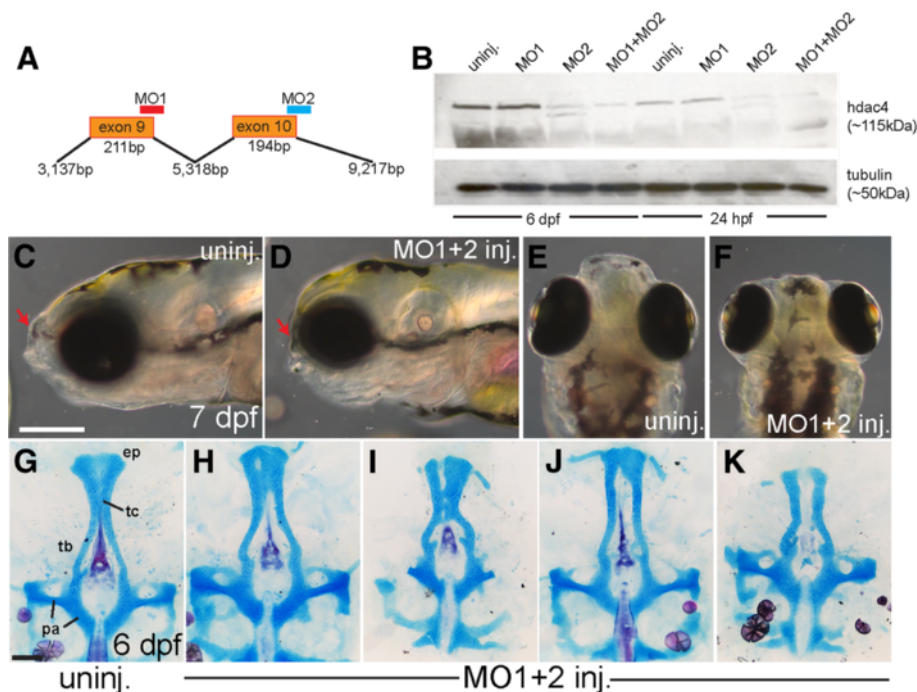 A
MO1
MO2
exon 9
exon 10
211bp
194bp
3,137bp
5,318bp
9,217bp
B
uninj.
MO1
MO2
MO1+MO2
uninj.
MO1
MO2
MO1+MO2
hdac4
(~115kDa)
tubulin
(~50kDa)
6 dpf
24 hpf
C
uninj.
7 dpf
D
MO1+2 inj.
E
uninj.
F
MO1+2 inj.
G
ep
tc
tb
pa
6 dpf
H
I
J
K
uninj.
MO1+2 inj.